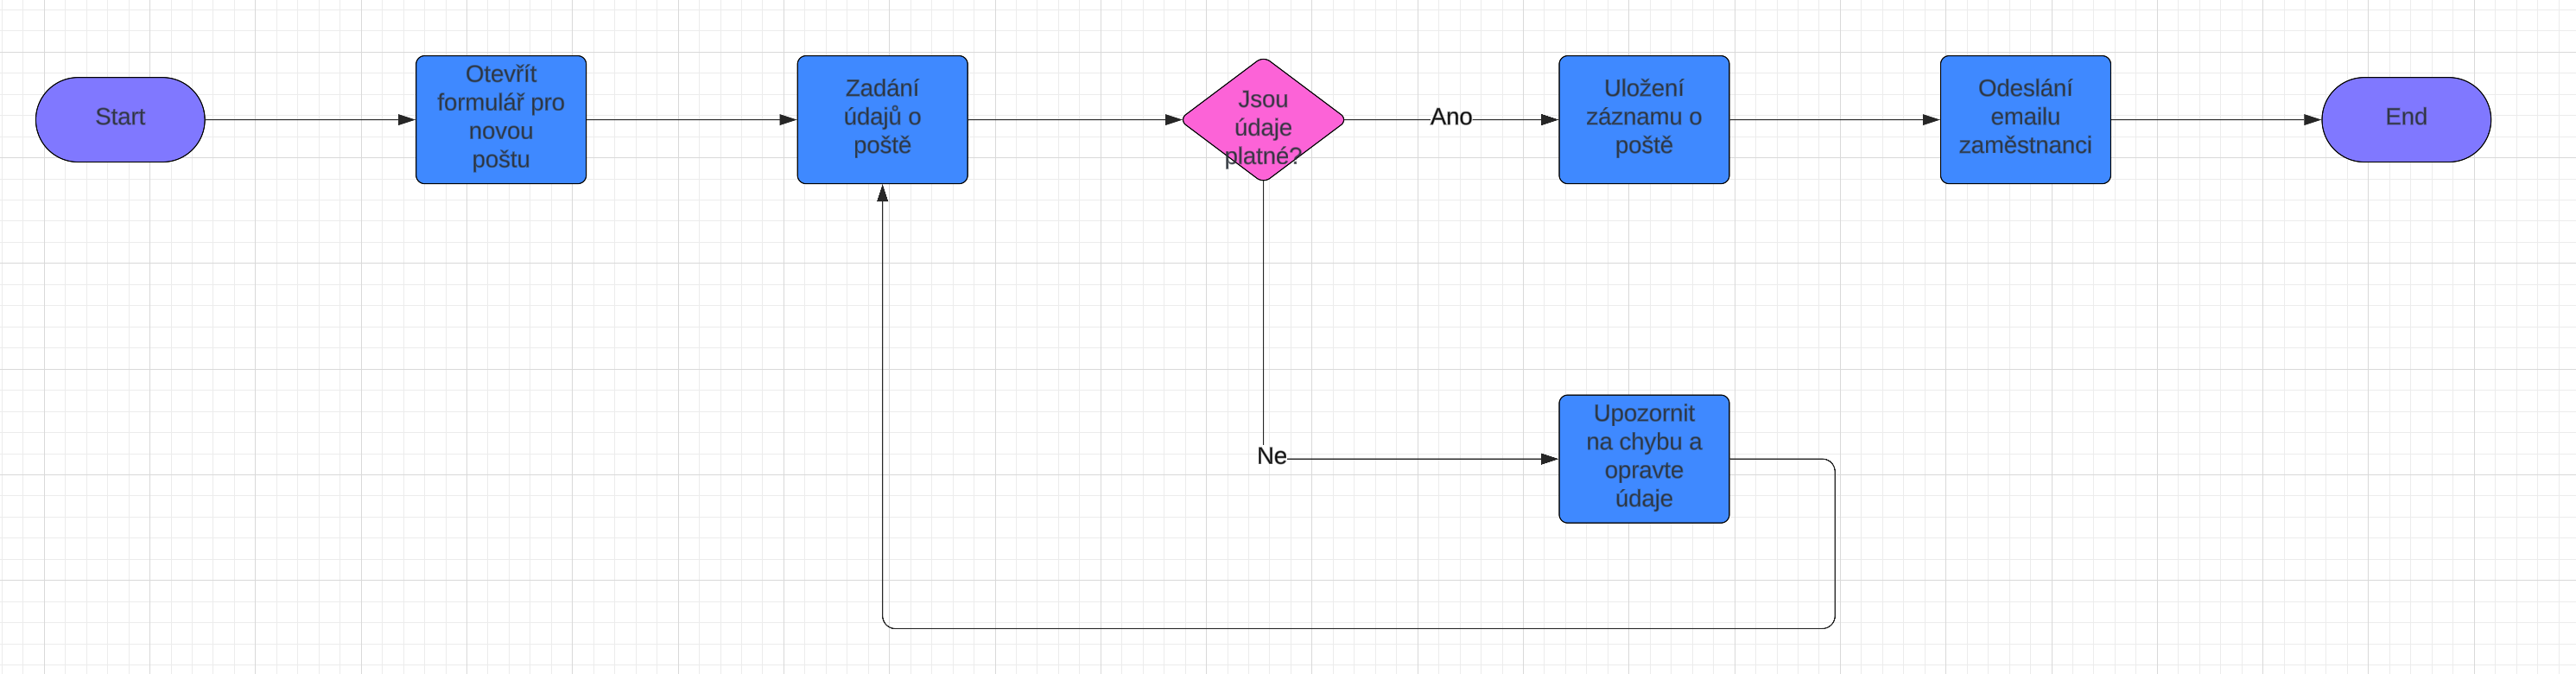 Start
Otevřít
formulář pro
novou
poštu
Zadání
údajů o
poště
Jsou
údaje
platné?
Ano
Uložení
záznamu o
poště
Odeslání
emailu
zaměstnanci
End
Ne
Upozornit
na chybu a
opravte
údaje